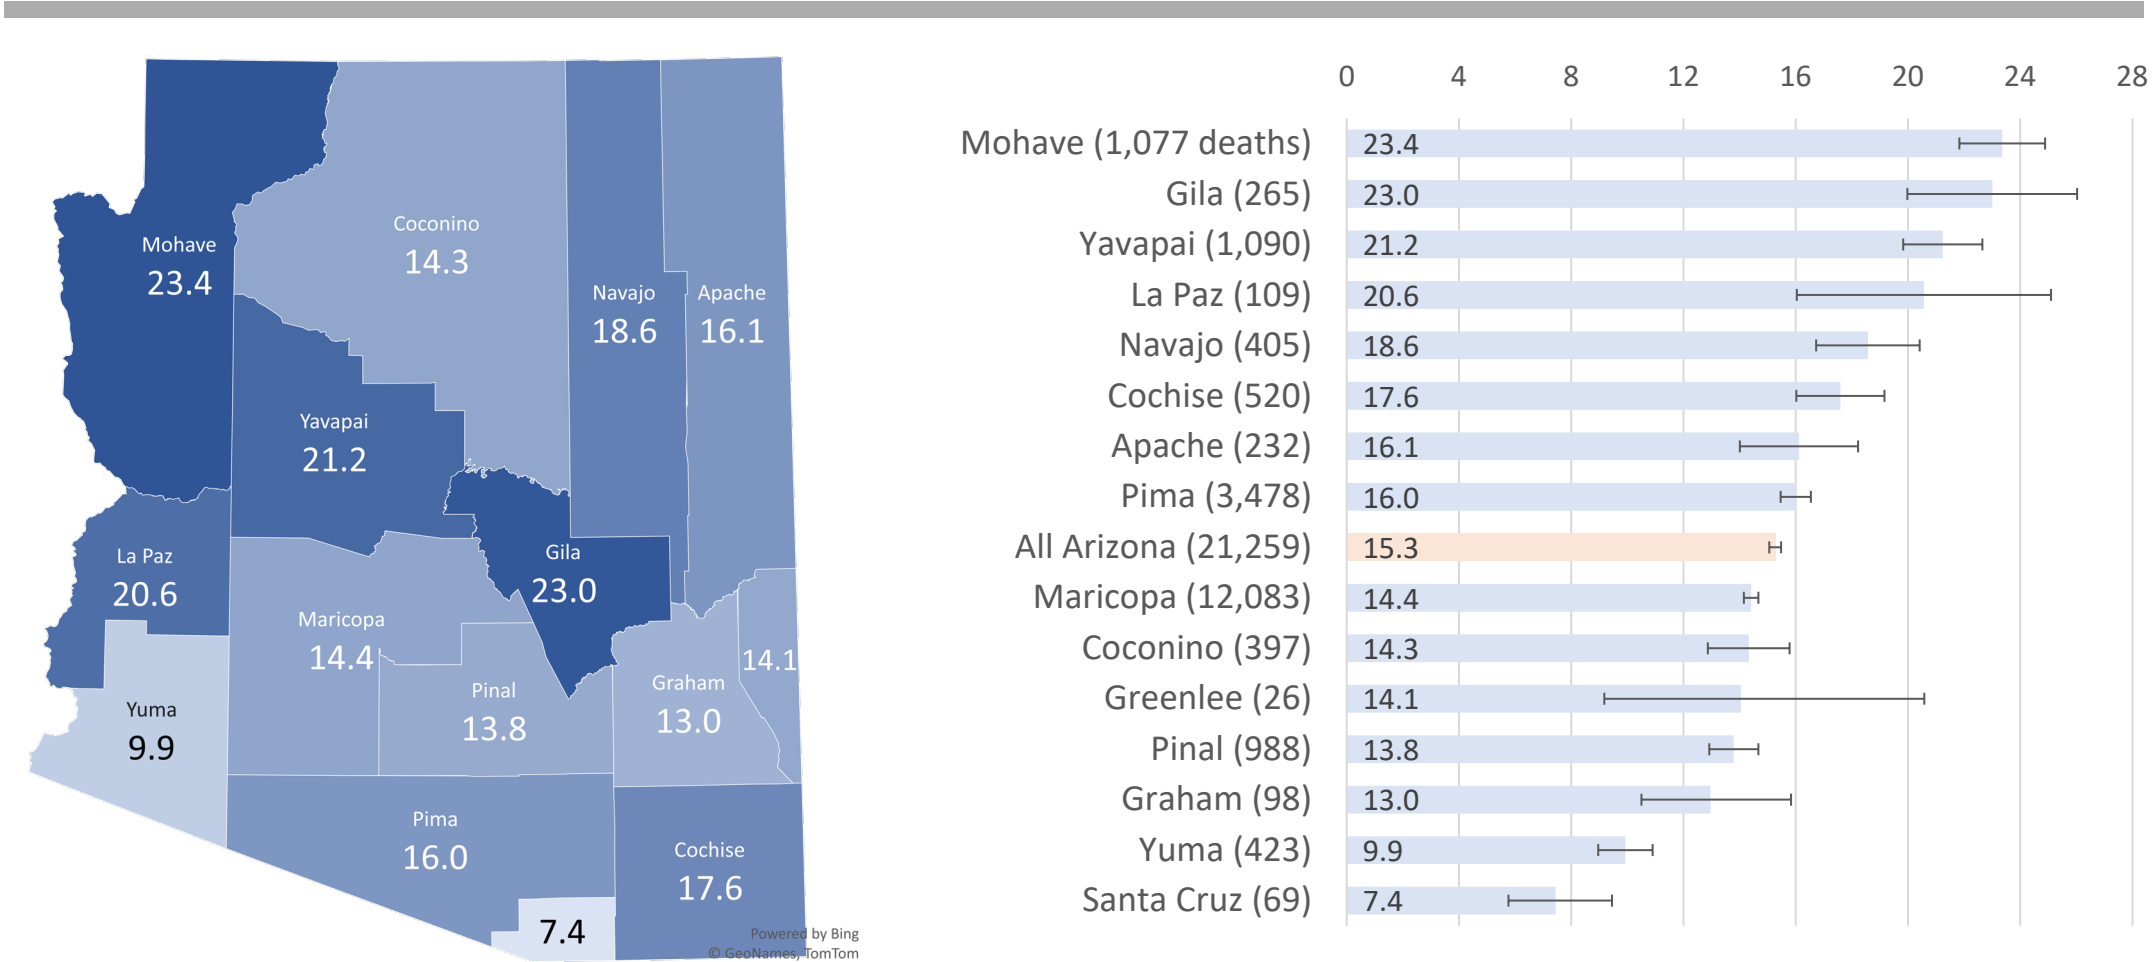 Coconino
14.3
Mohave
23.4
Navajo
18.6
Apache
16.1
Yavapai
21.2
La Paz
20.6
Gila
23.0
Maricopa
14.4
14.1
Pinal
13.8
Graham
13.0
Yuma
9.9
Pima
16.0
Cochise
17.6
7.4
Powered by Bing
© GeoNames, TomTom
0 4 8 12 16 20 24 28
Mohave (1,077 deaths) 23.4
Gila (265) 23.0
Yavapai (1,090) 21.2
La Paz (109) 20.6
Navajo (405) 18.6
Cochise (520) 17.6
Apache (232) 16.1
Pima (3,478) 16.0
All Arizona (21,259) 15.3
Maricopa (12,083) 14.4
Coconino (397) 14.3
Greenlee (26) 14.1
Pinal (988) 13.8
Graham (98) 13.0
Yuma (423) 9.9
Santa Cruz (69) 7.4